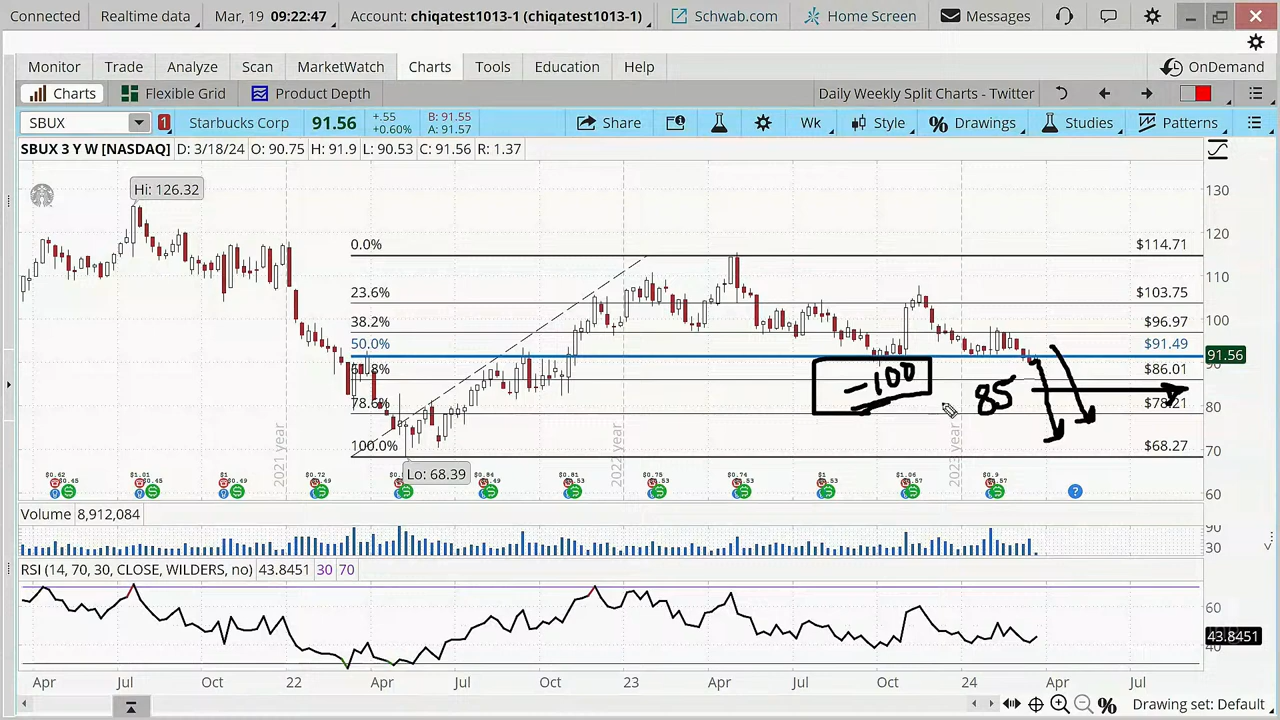 Connected Realtime data Mar, 19 09:22:47 Account: chiqatest1013-1 (chiqatest1013-1) Schwab.com Home Screen Messages
Monitor Trade Analyze Scan MarketWatch Charts Tools Education Help OnDemand
Charts Flexible Grid Product Depth Daily Weekly Split Charts - Twitter
SBUX 1 Starbucks Corp 91.56 +.55 +0.60% B: 91.55 A: 91.57 Share Wk Style % Drawings Studies Patterns
SBUX 3 Y W [NASDAQ] D: 3/18/24 O: 90.75 H: 91.9 L: 90.53 C: 91.56 R: 1.37
130
Hi: 126.32
120
0.0% $114.71
110
23.6% $103.75
100
38.2% $96.97
50.0% $91.49
91.56
90
$86.01
-100
85
78.6% $78.21
80
100.0% $68.27
70
Lo: 68.39
2021 year
2022 year
2023 year
60
Volume 8,912,084
90
30
RSI (14, 70, 30, CLOSE, WILDERS, no) 43.8451 30 70
60
43.8451
40
Apr Jul Oct 22 Apr Jul Oct 23 Apr Jul Oct 24 Apr Jul
% Drawing set: Default